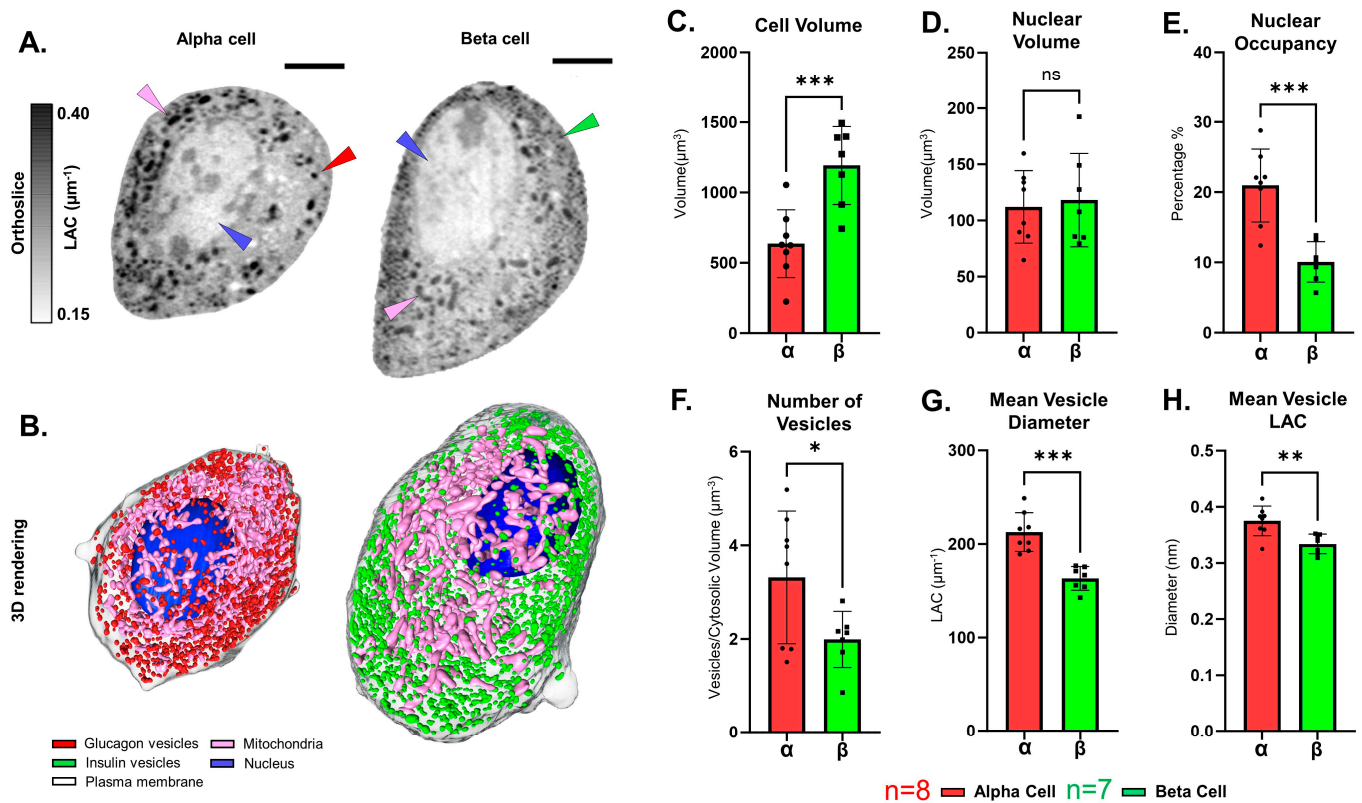 A.
Alpha cell
Beta cell
Orthoslice
LAC (μm⁻¹)
0.40
0.15
B.
3D rendering
Glucagon vesicles
Mitochondria
Insulin vesicles
Nucleus
Plasma membrane
C.
Cell Volume
Volume(μm³)
2000
1500
1000
500
0
***
α
β
D.
Nuclear
Volume
Volume(μm³)
250
200
150
100
50
0
ns
α
β
E.
Nuclear
Occupancy
Percentage %
40
30
20
10
0
***
α
β
F.
Number of
Vesicles
Vesicles/Cytosolic Volume (μm⁻³)
6
4
2
0
*
α
β
G.
Mean Vesicle
Diameter
LAC (μm⁻¹)
300
200
100
0
***
α
β
H.
Mean Vesicle
LAC
Diameter (nm)
0.5
0.4
0.3
0.2
0.1
0.0
**
α
β
n=8 Alpha Cell n=7 Beta Cell